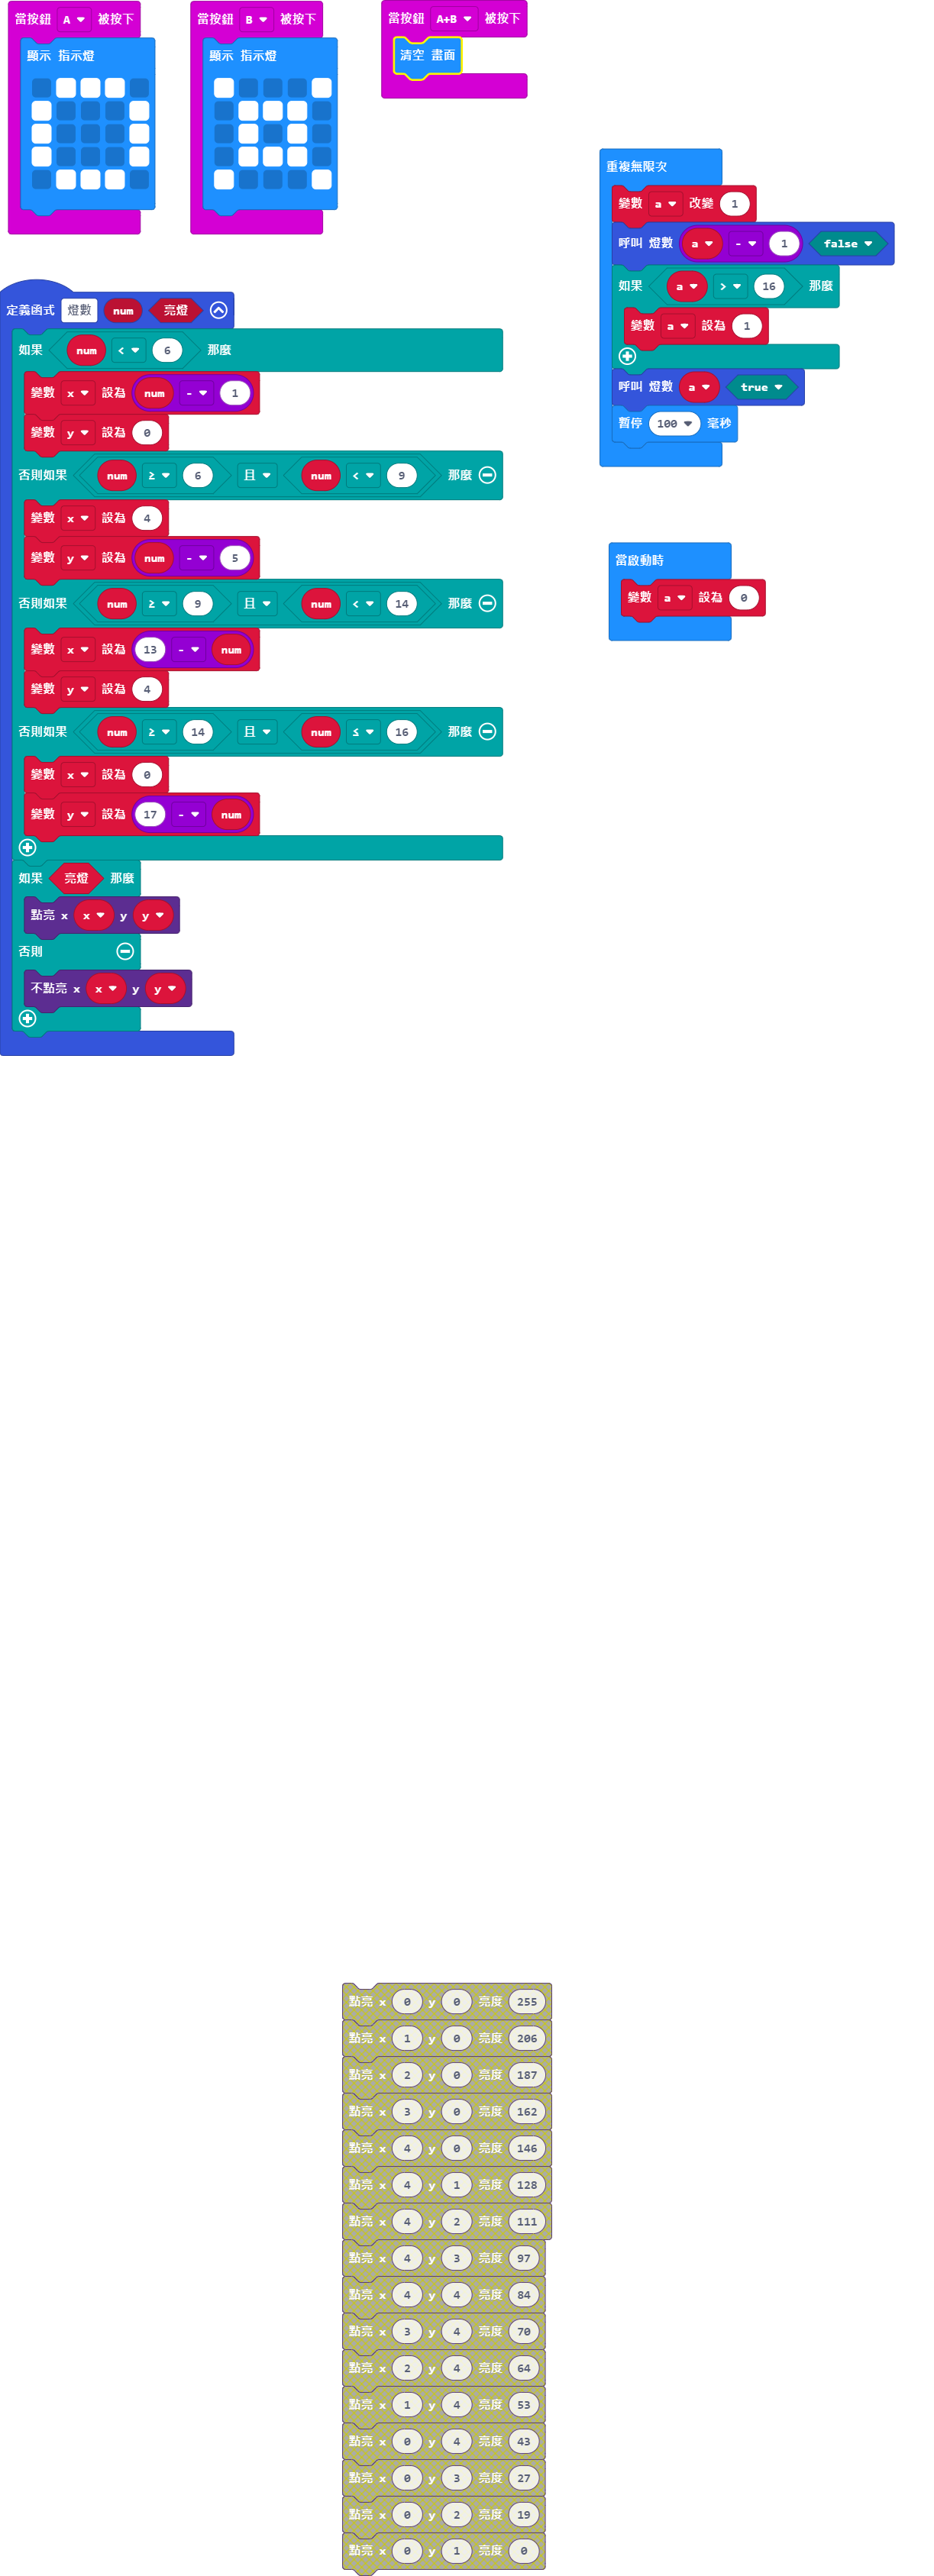 當按鈕 A 被按下
顯示 指示燈
當按鈕 B 被按下
顯示 指示燈
當按鈕 A+B 被按下
清空 畫面
重複無限次
變數 a 改變 1
呼叫 燈數 a - 1 false
如果 a > 16 那麼
變數 a 設為 1
呼叫 燈數 a true
暫停 100 毫秒
當啟動時
變數 a 設為 0
定義函式 燈數 num 亮燈
如果 num < 6 那麼
變數 x 設為 num - 1
變數 y 設為 0
否則如果 num ≥ 6 且 num < 9 那麼
變數 x 設為 4
變數 y 設為 num - 5
否則如果 num ≥ 9 且 num < 14 那麼
變數 x 設為 13 - num
變數 y 設為 4
否則如果 num ≥ 14 且 num ≤ 16 那麼
變數 x 設為 0
變數 y 設為 17 - num
如果 亮燈 那麼
點亮 x x y y
否則
不點亮 x x y y
點亮 x 0 y 0 亮度 255
點亮 x 1 y 0 亮度 206
點亮 x 2 y 0 亮度 187
點亮 x 3 y 0 亮度 162
點亮 x 4 y 0 亮度 146
點亮 x 4 y 1 亮度 128
點亮 x 4 y 2 亮度 111
點亮 x 4 y 3 亮度 97
點亮 x 4 y 4 亮度 84
點亮 x 3 y 4 亮度 70
點亮 x 2 y 4 亮度 64
點亮 x 1 y 4 亮度 53
點亮 x 0 y 4 亮度 43
點亮 x 0 y 3 亮度 27
點亮 x 0 y 2 亮度 19
點亮 x 0 y 1 亮度 0